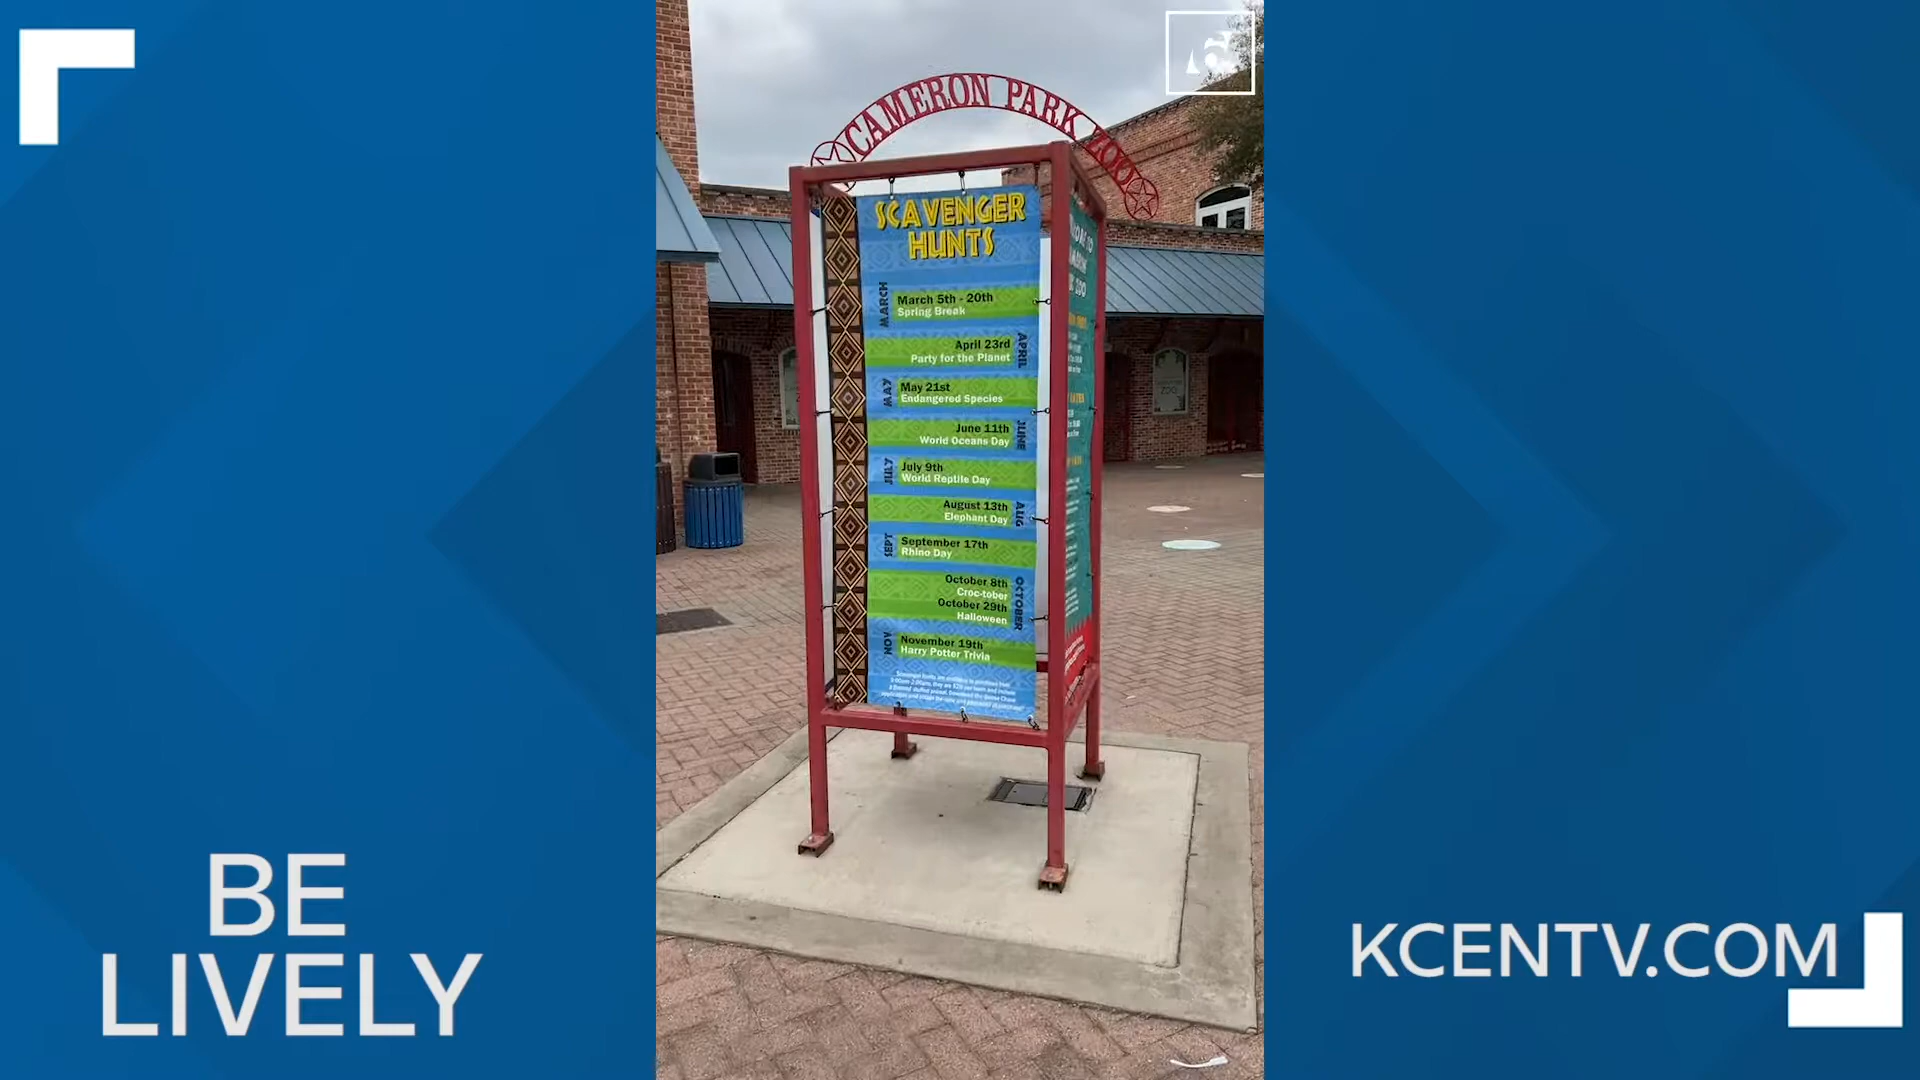 6
CAMERON PARK ZOO
SCAVENGER
HUNTS
MARCH
March 5th - 20th
Spring Break
APRIL
April 23rd
Party for the Planet
MAY
May 21st
Endangered Species
JUNE
June 11th
World Oceans Day
JULY
July 9th
World Reptile Day
AUG
August 13th
Elephant Day
SEPT
September 17th
Rhino Day
OCTOBER
October 8th
Croc-tober
October 29th
Halloween
NOV
November 19th
Harry Potter Trivia
ZOO
BE
LIVELY
KCENTV.COM